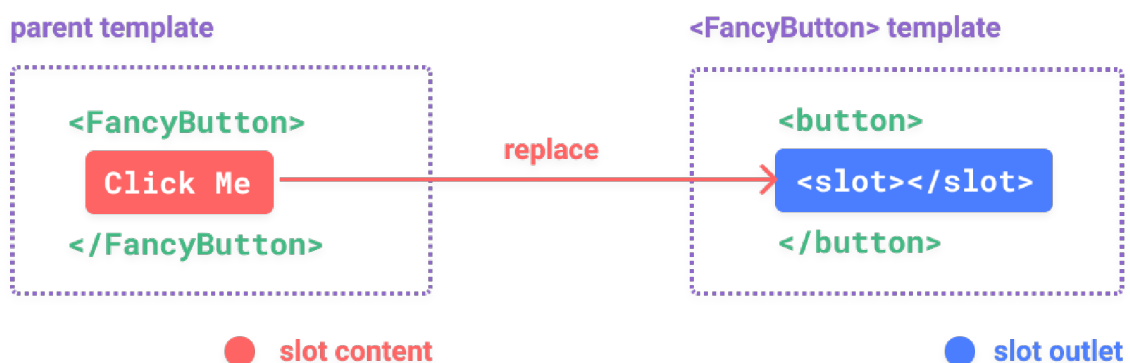 parent template
<FancyButton> template
<FancyButton>
Click Me
</FancyButton>
replace
<button>
<slot></slot>
</button>
slot content
slot outlet